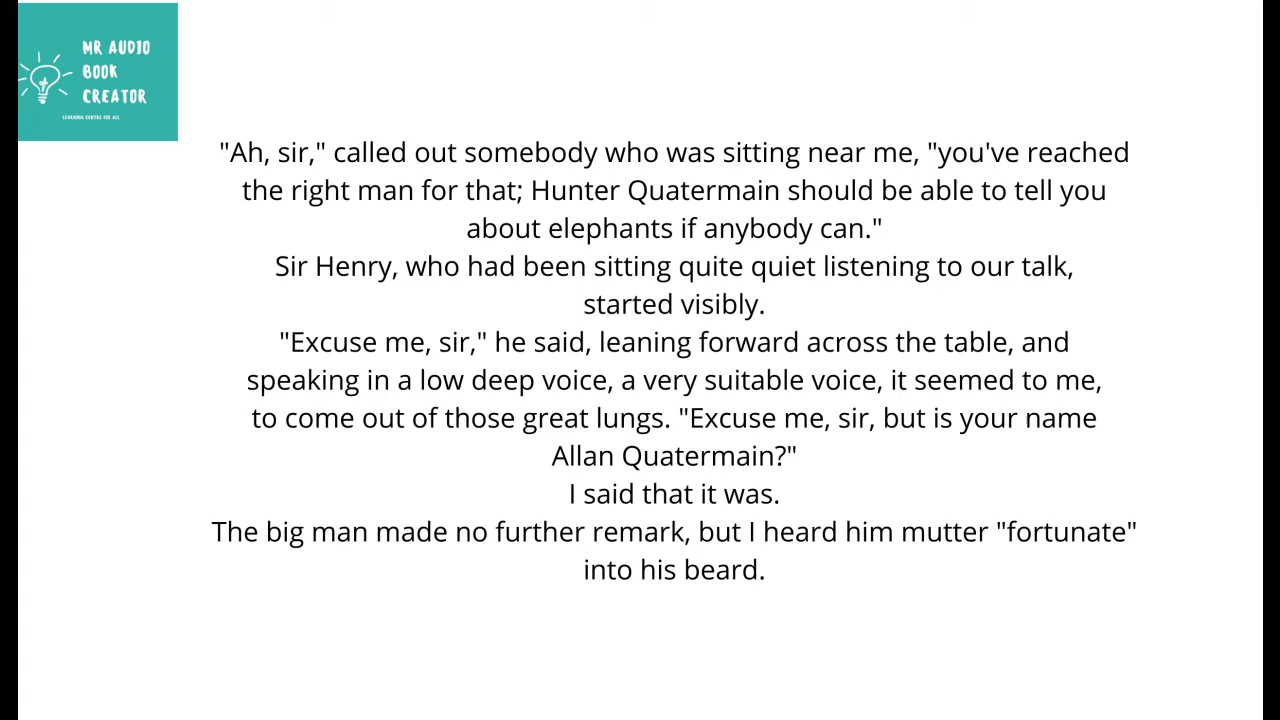 MR AUDIO
BOOK
CREATOR
LEARNING CENTRE FOR ALL
"Ah, sir," called out somebody who was sitting near me, "you've reached
the right man for that; Hunter Quatermain should be able to tell you
about elephants if anybody can."
Sir Henry, who had been sitting quite quiet listening to our talk,
started visibly.
"Excuse me, sir," he said, leaning forward across the table, and
speaking in a low deep voice, a very suitable voice, it seemed to me,
to come out of those great lungs. "Excuse me, sir, but is your name
Allan Quatermain?"
I said that it was.
The big man made no further remark, but I heard him mutter "fortunate"
into his beard.